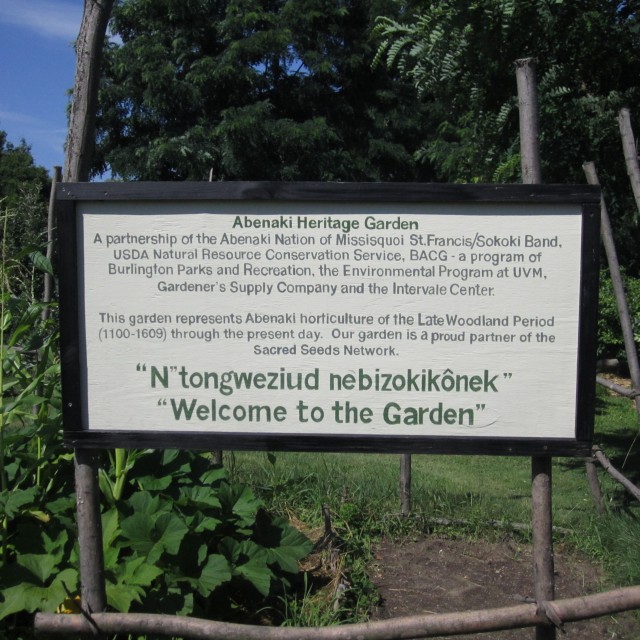 Abenaki Heritage Garden
A partnership of the Abenaki Nation of Missisquoi St.Francis/Sokoki Band,
USDA Natural Resource Conservation Service, BACG - a program of
Burlington Parks and Recreation, the Environmental Program at UVM,
Gardener's Supply Company and the Intervale Center.
This garden represents Abenaki horticulture of the Late Woodland Period
(1100-1609) through the present day. Our garden is a proud partner of the
Sacred Seeds Network.
"N"tongweziud nebizokikônek"
"Welcome to the Garden"